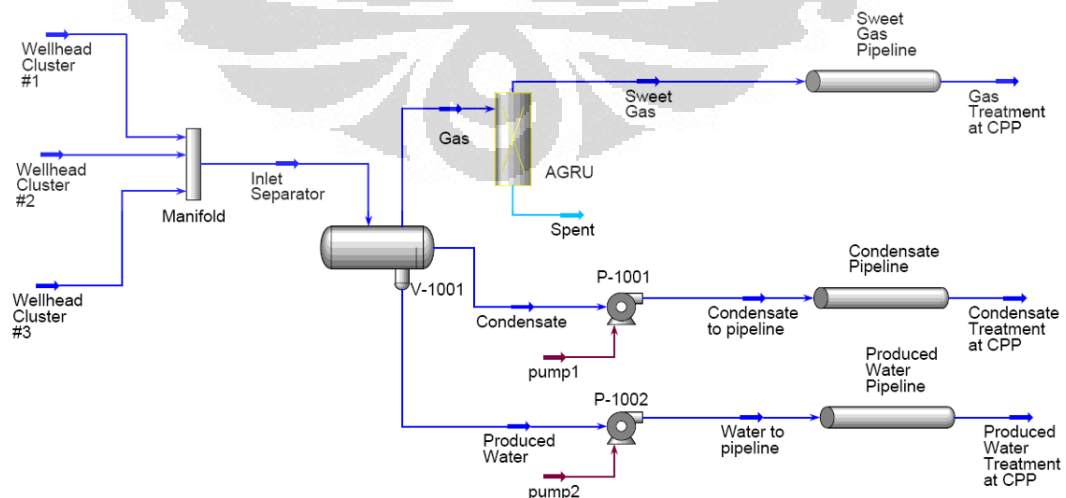 Wellhead
Cluster
#1
Wellhead
Cluster
#2
Wellhead
Cluster
#3
Manifold
Inlet
Separator
V-1001
Gas
AGRU
Spent
Sweet
Gas
Sweet
Gas
Pipeline
Gas
Treatment
at CPP
Condensate
P-1001
pump1
Condensate
to pipeline
Condensate
Pipeline
Condensate
Treatment
at CPP
Produced
Water
P-1002
pump2
Water to
pipeline
Produced
Water
Pipeline
Produced
Water
Treatment
at CPP